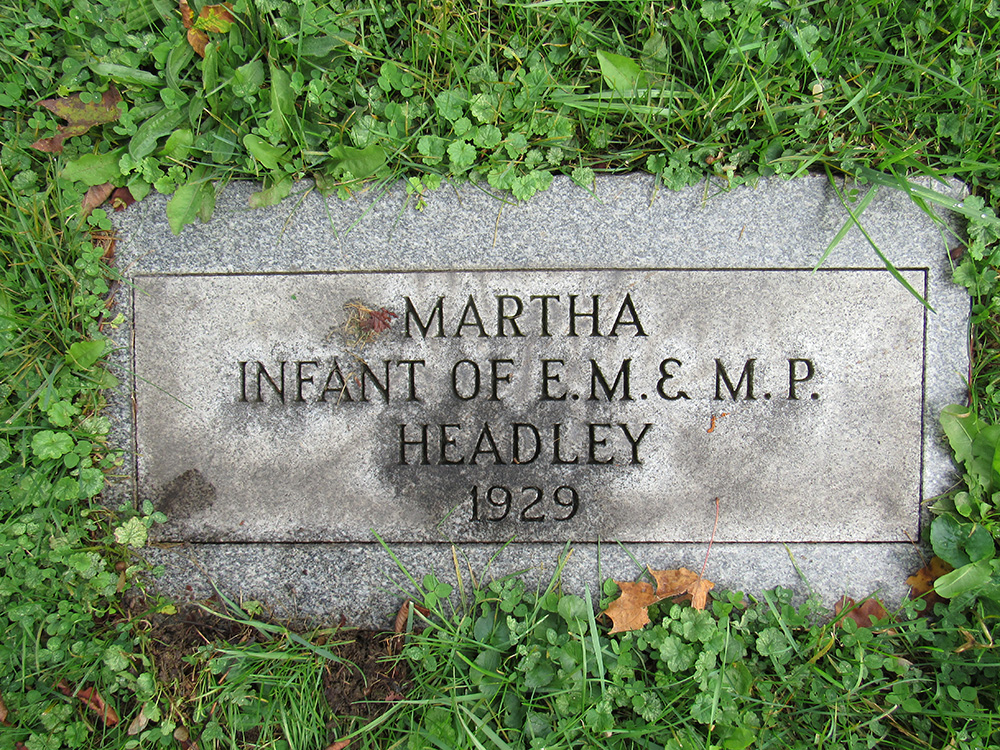 MARTHA
INFANT OF E.M. & M.P.
HEADLEY
1929